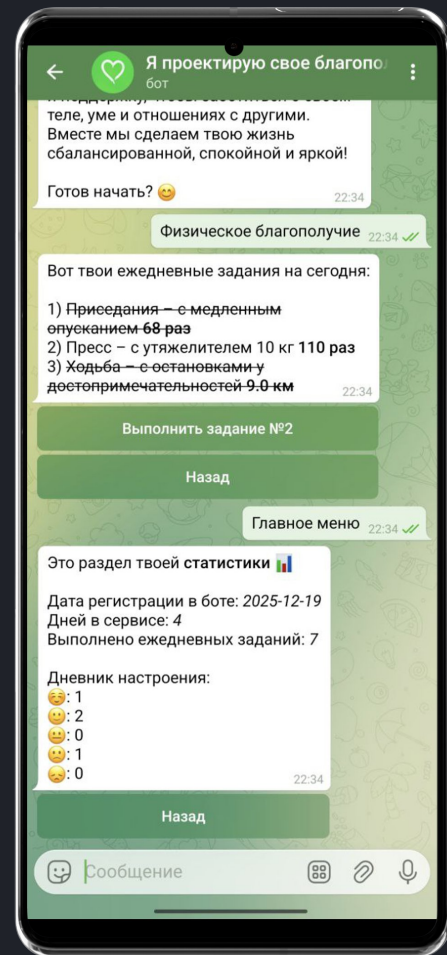 Я проектирую свое благопо
бот
теле, уме и отношениях с другими.
Вместе мы сделаем твою жизнь
сбалансированной, спокойной и яркой!
Готов начать? 😊
22:34
Физическое благополучие 22:34
Вот твои ежедневные задания на сегодня:
1) Приседания – с медленным
опусканием 68 раз
2) Пресс – с утяжелителем 10 кг 110 раз
3) Ходьба – с остановками у
достопримечательностей 9.0 км
22:34
Выполнить задание №2
Назад
Главное меню 22:34
Это раздел твоей статистики 📊
Дата регистрации в боте: 2025-12-19
Дней в сервисе: 4
Выполнено ежедневных заданий: 7
Дневник настроения:
😌: 1
🙂: 2
😐: 0
🙁: 1
😞: 0
22:34
Назад
Сообщение